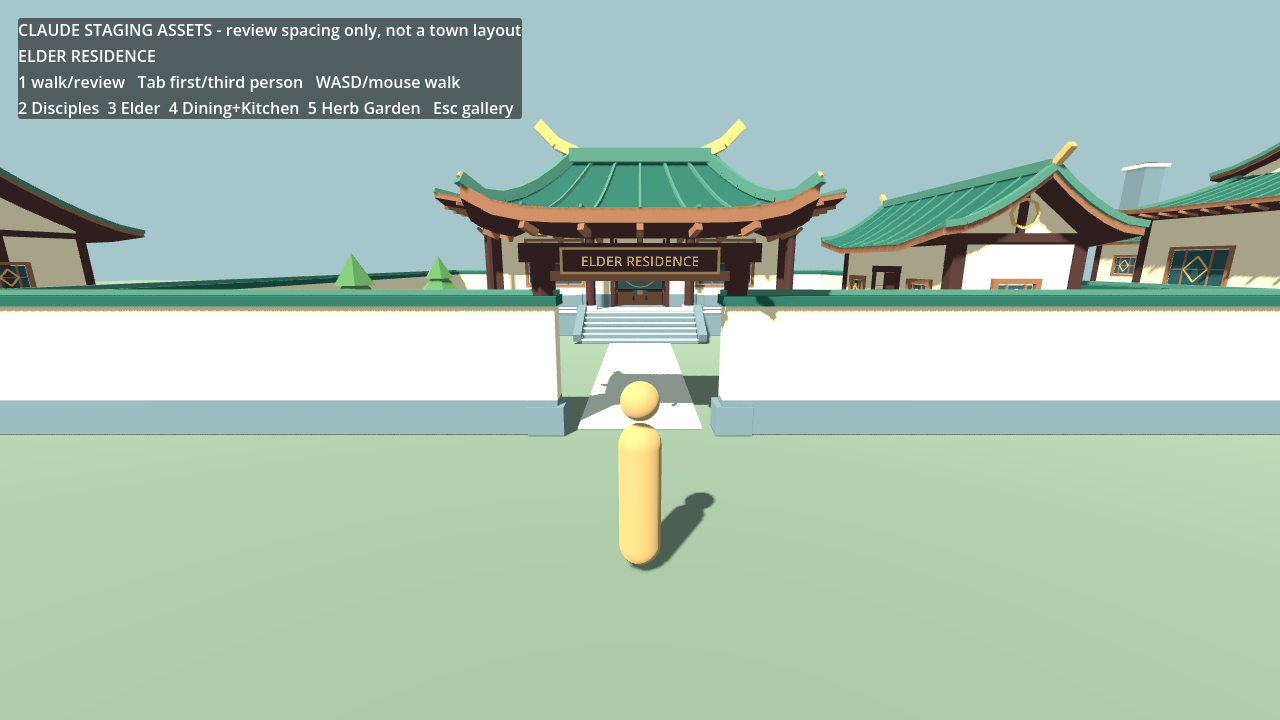 CLAUDE STAGING ASSETS - review spacing only, not a town layout
ELDER RESIDENCE
1 walk/review   Tab first/third person   WASD/mouse walk
2 Disciples  3 Elder  4 Dining+Kitchen  5 Herb Garden   Esc gallery
ELDER RESIDENCE